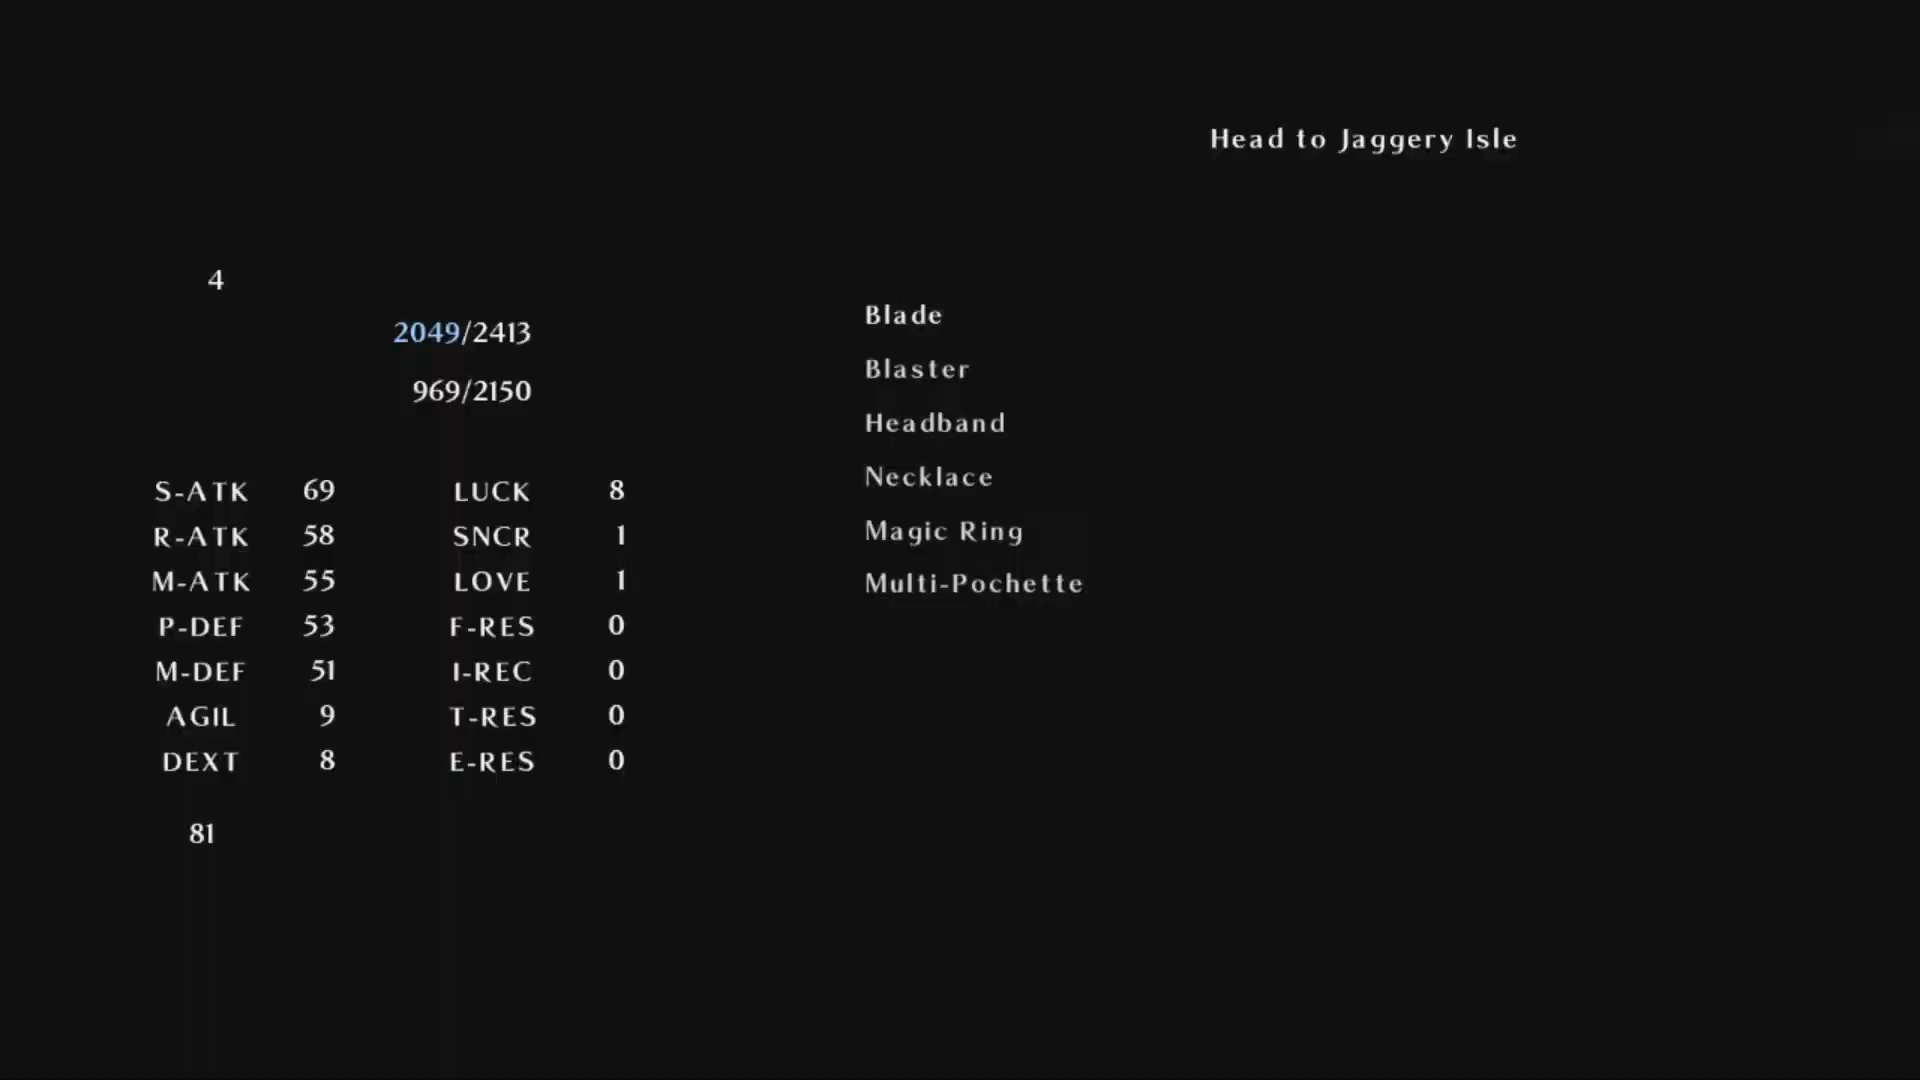 Head to Jaggery Isle
4
2049/2413
969/2150
S-ATK 69 LUCK 8
R-ATK 58 SNCR 1
M-ATK 55 LOVE 1
P-DEF 53 F-RES 0
M-DEF 51 I-REC 0
AGIL 9 T-RES 0
DEXT 8 E-RES 0
81
Blade
Blaster
Headband
Necklace
Magic Ring
Multi-Pochette